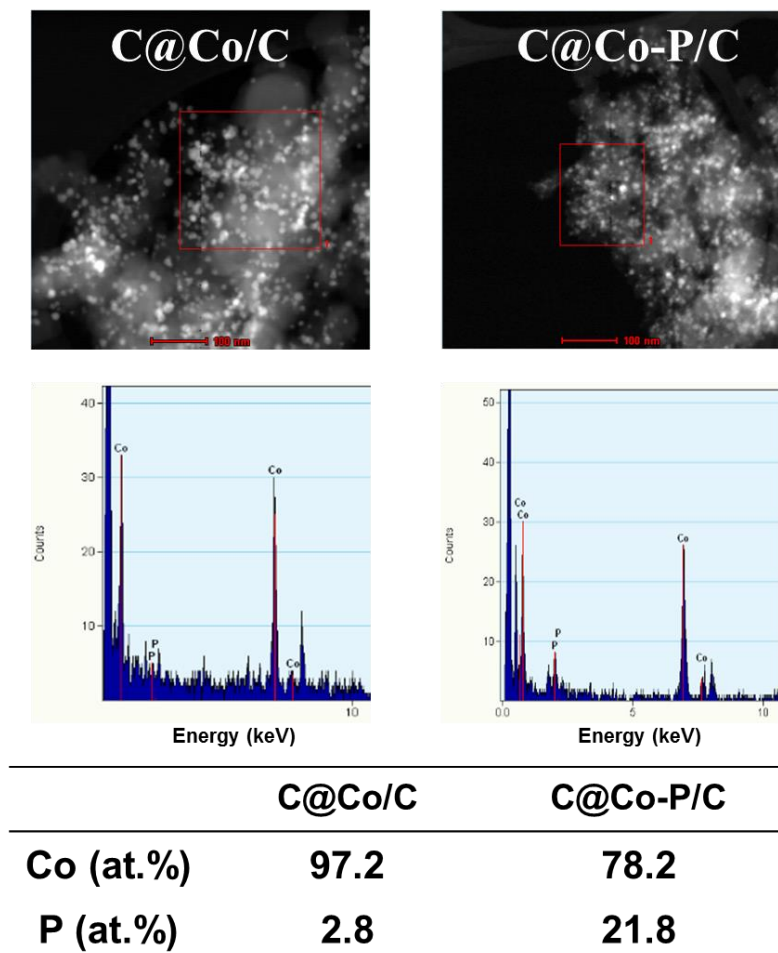 C@Co/C
C@Co-P/C
1
100 nm
1
100 nm
40
30
20
10
Counts
Co
P
P
Co
Co
10
Energy (keV)
50
40
30
20
10
Counts
Co
Co
P
P
Co
Co
0.0
5
10
Energy (keV)
C@Co/C C@Co-P/C
Co (at.%) 97.2 78.2
P (at.%) 2.8 21.8